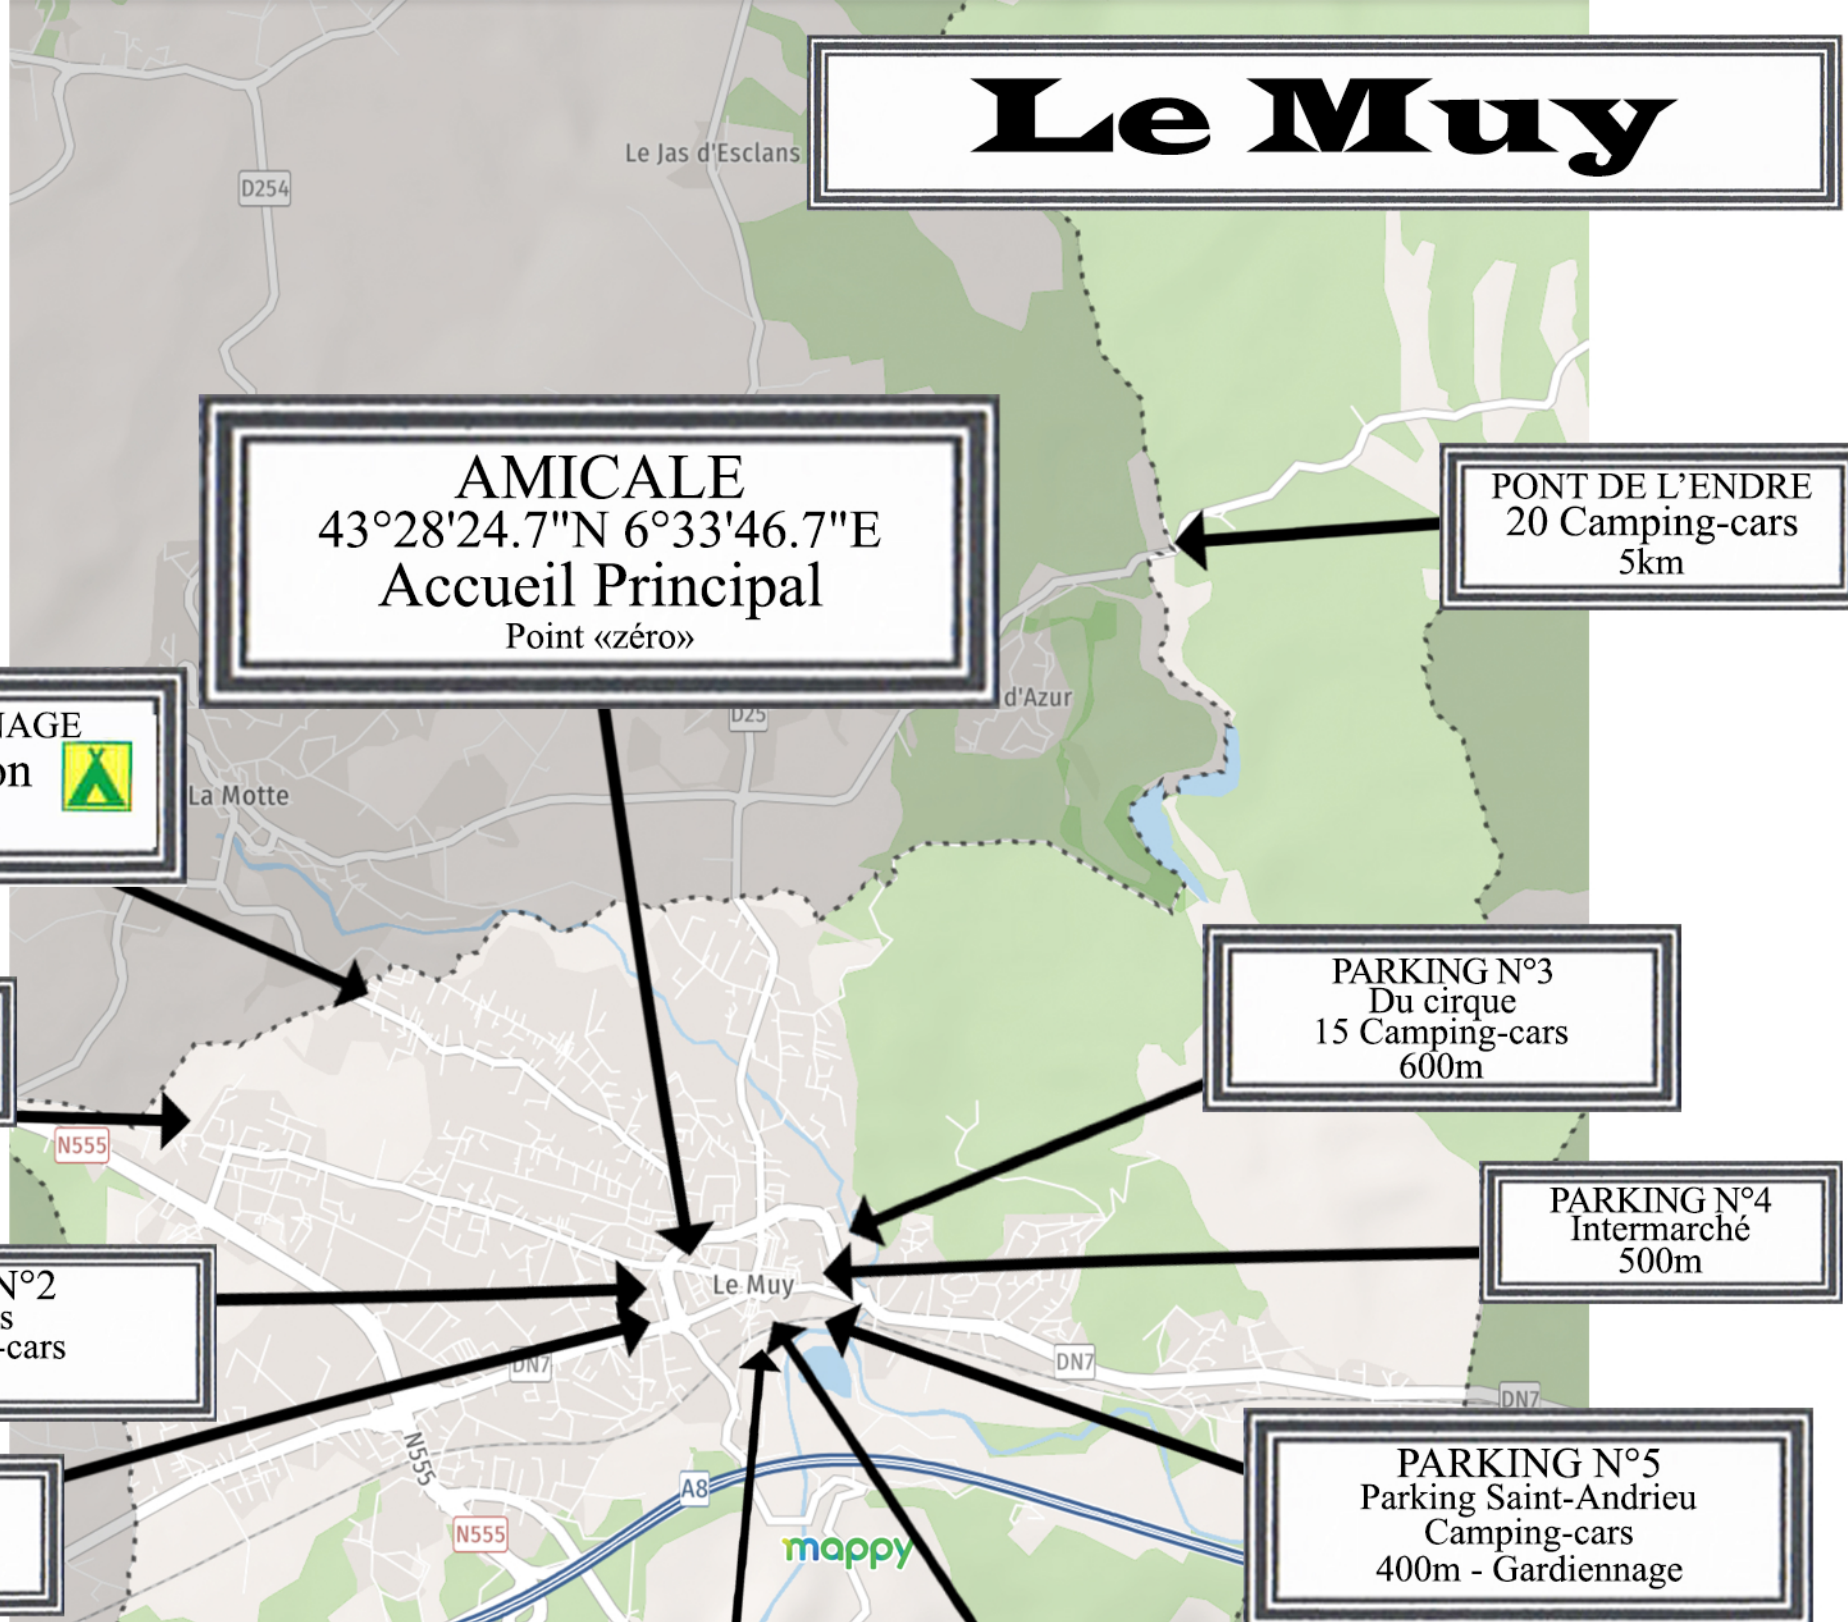 Le Muy
Le Jas d'Esclans
D254
AMICALE
43°28'24.7"N 6°33'46.7"E
Accueil Principal
Point «zéro»
PONT DE L'ENDRE
20 Camping-cars
5km
d'Azur
D25
NAGE
on
La Motte
PARKING N°3
Du cirque
15 Camping-cars
600m
N555
PARKING N°4
Intermarché
500m
N°2
s
-cars
Le Muy
DN7
DN7
DN7
N555
PARKING N°5
Parking Saint-Andrieu
Camping-cars
400m - Gardiennage
A8
N555
mappy